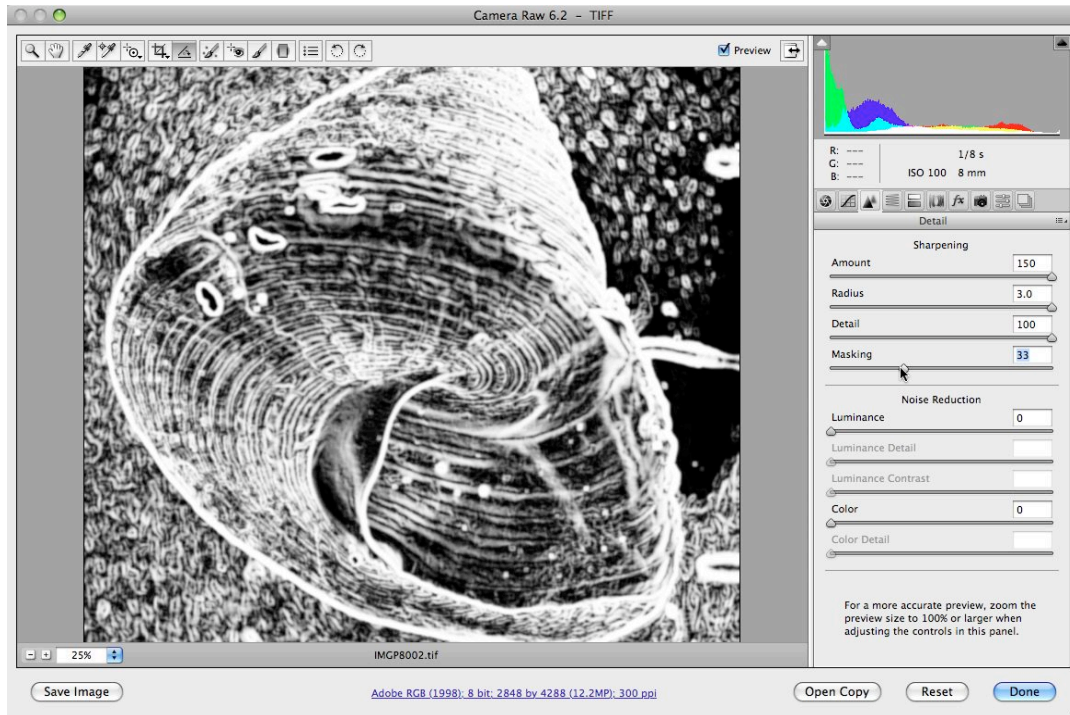 Camera Raw 6.2 – TIFF
Preview
R: ---
G: ---
B: ---
1/8 s
ISO 100 8 mm
fx
Detail
Sharpening
Amount 150
Radius 3.0
Detail 100
Masking 33
Noise Reduction
Luminance 0
Luminance Detail
Luminance Contrast
Color 0
Color Detail
For a more accurate preview, zoom the
preview size to 100% or larger when
adjusting the controls in this panel.
25%
IMGP8002.tif
Save Image
Adobe RGB (1998); 8 bit; 2848 by 4288 (12.2MP); 300 ppi
Open Copy
Reset
Done